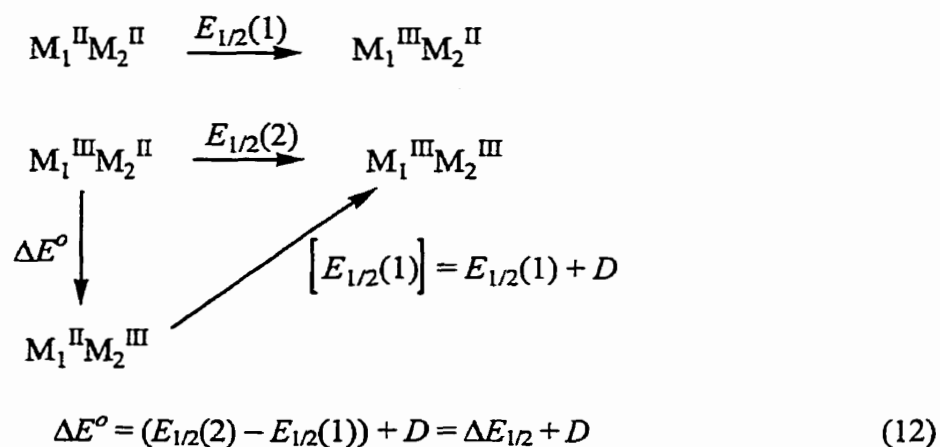 E₁/₂(1)
M₁ᴵᴵM₂ᴵᴵ → M₁ᴵᴵᴵM₂ᴵᴵ
E₁/₂(2)
M₁ᴵᴵᴵM₂ᴵᴵ → M₁ᴵᴵᴵM₂ᴵᴵᴵ
ΔE° [E₁/₂(1)] = E₁/₂(1) + D
M₁ᴵᴵM₂ᴵᴵᴵ
ΔE° = (E₁/₂(2) – E₁/₂(1)) + D = ΔE₁/₂ + D (12)